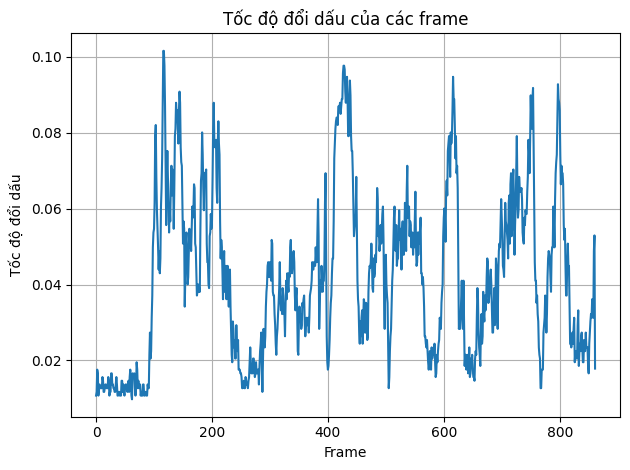 Tốc độ đổi dấu của các frame
0.10
0.08
0.06
0.04
0.02
Tốc độ đổi dấu
0 200 400 600 800
Frame